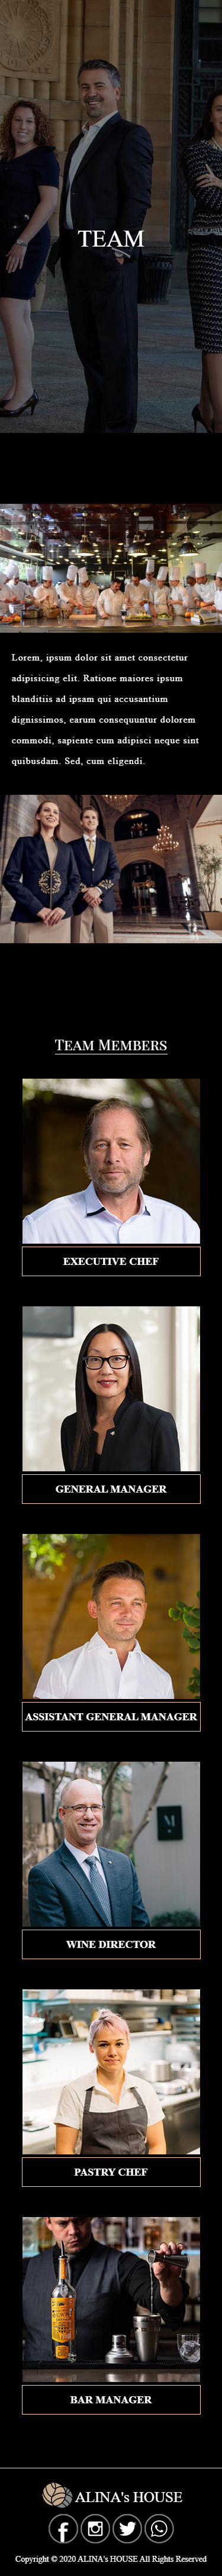 TEAM
Lorem, ipsum dolor sit amet consectetur
adipisicing elit. Ratione maiores ipsum
blanditiis ad ipsam qui accusantium
dignissimos, earum consequuntur dolorem
commodi, sapiente cum adipisci neque sint
quibusdam. Sed, cum eligendi.
TEAM MEMBERS
EXECUTIVE CHEF
GENERAL MANAGER
ASSISTANT GENERAL MANAGER
M
WINE DIRECTOR
PASTRY CHEF
BAR MANAGER
ALINA's HOUSE
Copyright © 2020 ALINA's HOUSE All Rights Reserved